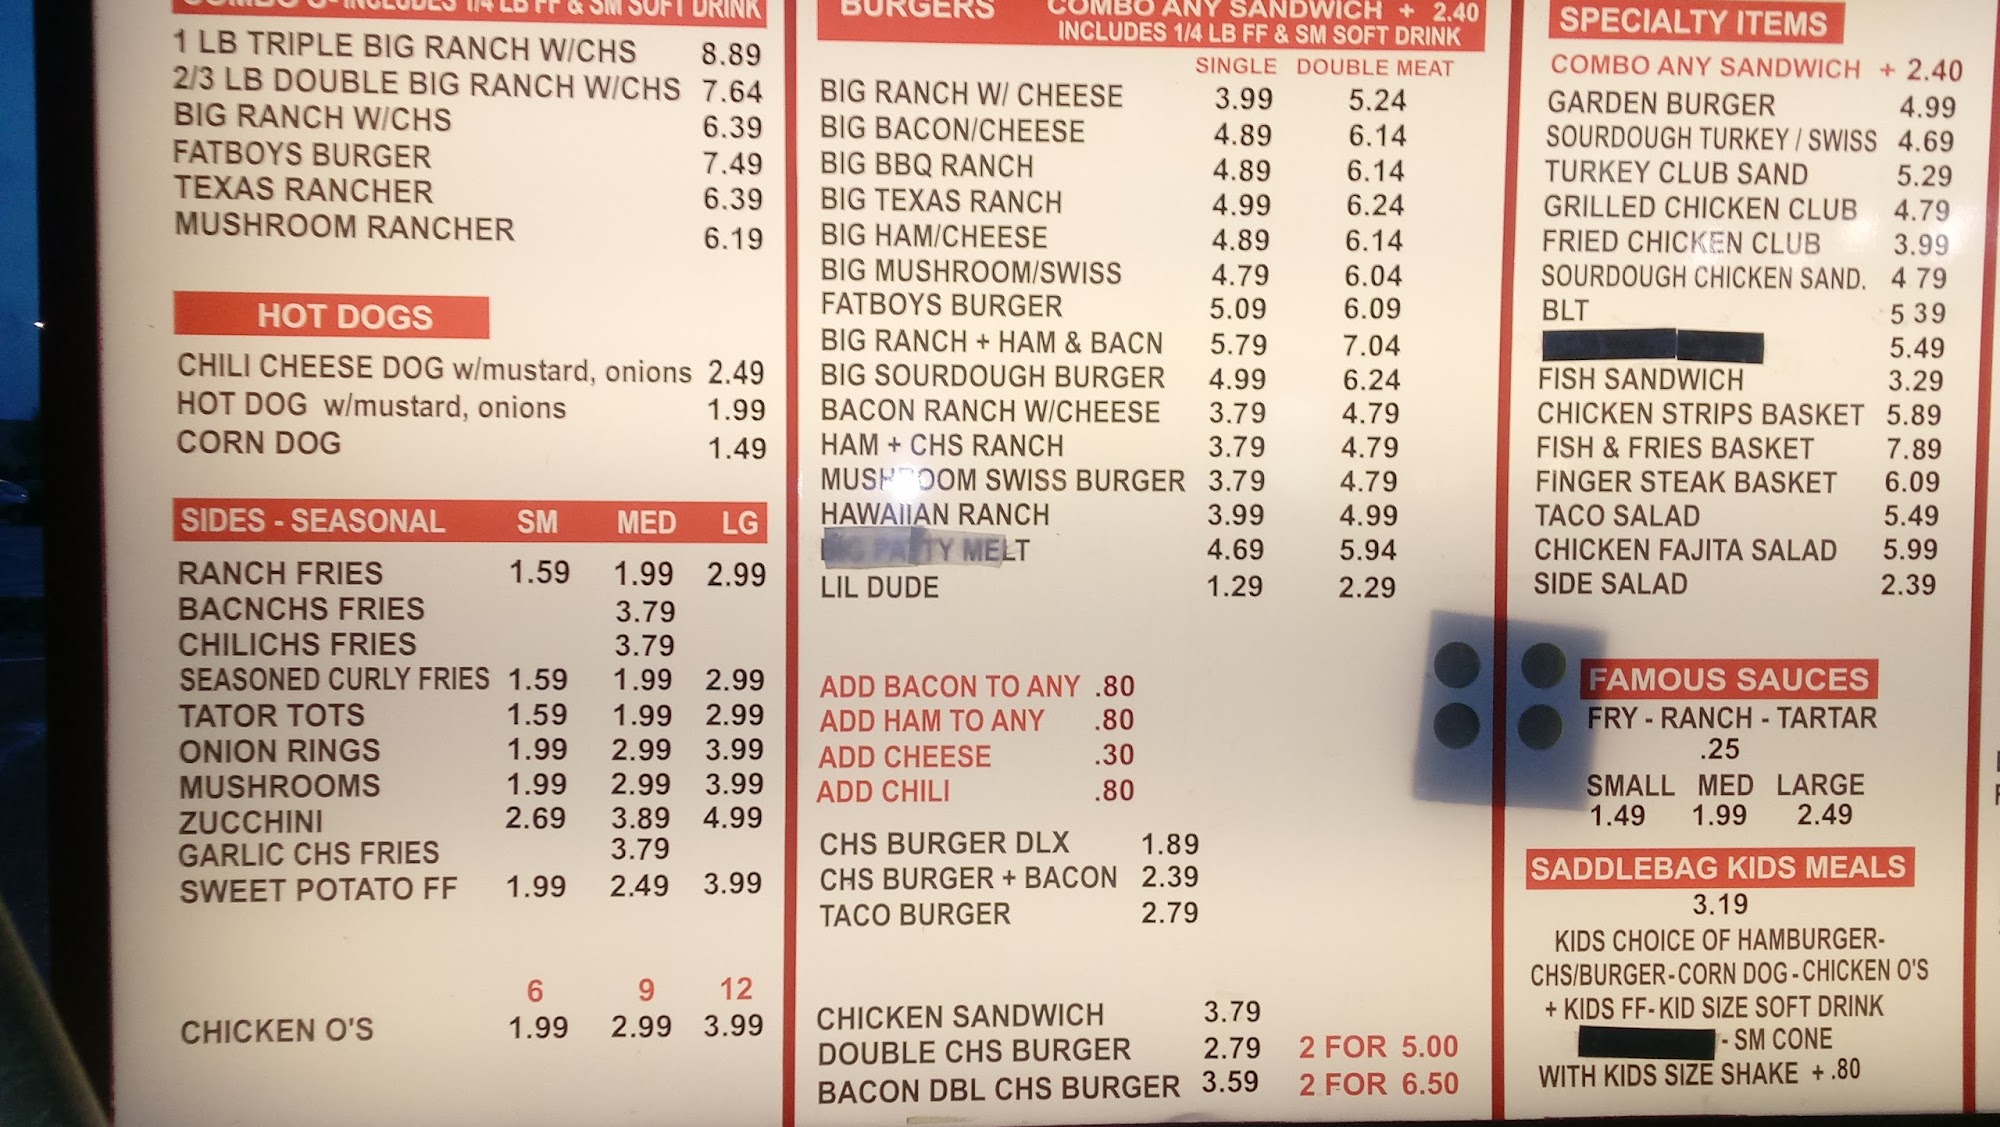 COMBO'S - INCLUDES 1/4 LB FF & SM SOFT DRINK
1 LB TRIPLE BIG RANCH W/CHS 8.89
2/3 LB DOUBLE BIG RANCH W/CHS 7.64
BIG RANCH W/CHS 6.39
FATBOYS BURGER 7.49
TEXAS RANCHER 6.39
MUSHROOM RANCHER 6.19
HOT DOGS
CHILI CHEESE DOG w/mustard, onions 2.49
HOT DOG w/mustard, onions 1.99
CORN DOG 1.49
SIDES - SEASONAL SM MED LG
RANCH FRIES 1.59 1.99 2.99
BACNCHS FRIES 3.79
CHILICHS FRIES 3.79
SEASONED CURLY FRIES 1.59 1.99 2.99
TATOR TOTS 1.59 1.99 2.99
ONION RINGS 1.99 2.99 3.99
MUSHROOMS 1.99 2.99 3.99
ZUCCHINI 2.69 3.89 4.99
GARLIC CHS FRIES 3.79
SWEET POTATO FF 1.99 2.49 3.99
6 9 12
CHICKEN O'S 1.99 2.99 3.99
BURGERS COMBO ANY SANDWICH + 2.40
INCLUDES 1/4 LB FF & SM SOFT DRINK
SINGLE DOUBLE MEAT
BIG RANCH W/ CHEESE 3.99 5.24
BIG BACON/CHEESE 4.89 6.14
BIG BBQ RANCH 4.89 6.14
BIG TEXAS RANCH 4.99 6.24
BIG HAM/CHEESE 4.89 6.14
BIG MUSHROOM/SWISS 4.79 6.04
FATBOYS BURGER 5.09 6.09
BIG RANCH + HAM & BACN 5.79 7.04
BIG SOURDOUGH BURGER 4.99 6.24
BACON RANCH W/CHEESE 3.79 4.79
HAM + CHS RANCH 3.79 4.79
MUSHROOM SWISS BURGER 3.79 4.79
HAWAIIAN RANCH 3.99 4.99
BIG PATTY MELT 4.69 5.94
LIL DUDE 1.29 2.29
ADD BACON TO ANY .80
ADD HAM TO ANY .80
ADD CHEESE .30
ADD CHILI .80
CHS BURGER DLX 1.89
CHS BURGER + BACON 2.39
TACO BURGER 2.79
CHICKEN SANDWICH 3.79
DOUBLE CHS BURGER 2.79 2 FOR 5.00
BACON DBL CHS BURGER 3.59 2 FOR 6.50
SPECIALTY ITEMS
COMBO ANY SANDWICH + 2.40
GARDEN BURGER 4.99
SOURDOUGH TURKEY / SWISS 4.69
TURKEY CLUB SAND 5.29
GRILLED CHICKEN CLUB 4.79
FRIED CHICKEN CLUB 3.99
SOURDOUGH CHICKEN SAND. 4 79
BLT 5 39
5.49
FISH SANDWICH 3.29
CHICKEN STRIPS BASKET 5.89
FISH & FRIES BASKET 7.89
FINGER STEAK BASKET 6.09
TACO SALAD 5.49
CHICKEN FAJITA SALAD 5.99
SIDE SALAD 2.39
FAMOUS SAUCES
FRY - RANCH - TARTAR
.25
SMALL MED LARGE
1.49 1.99 2.49
SADDLEBAG KIDS MEALS
3.19
KIDS CHOICE OF HAMBURGER-
CHS/BURGER-CORN DOG-CHICKEN O'S
+ KIDS FF-KID SIZE SOFT DRINK
- SM CONE
WITH KIDS SIZE SHAKE + .80